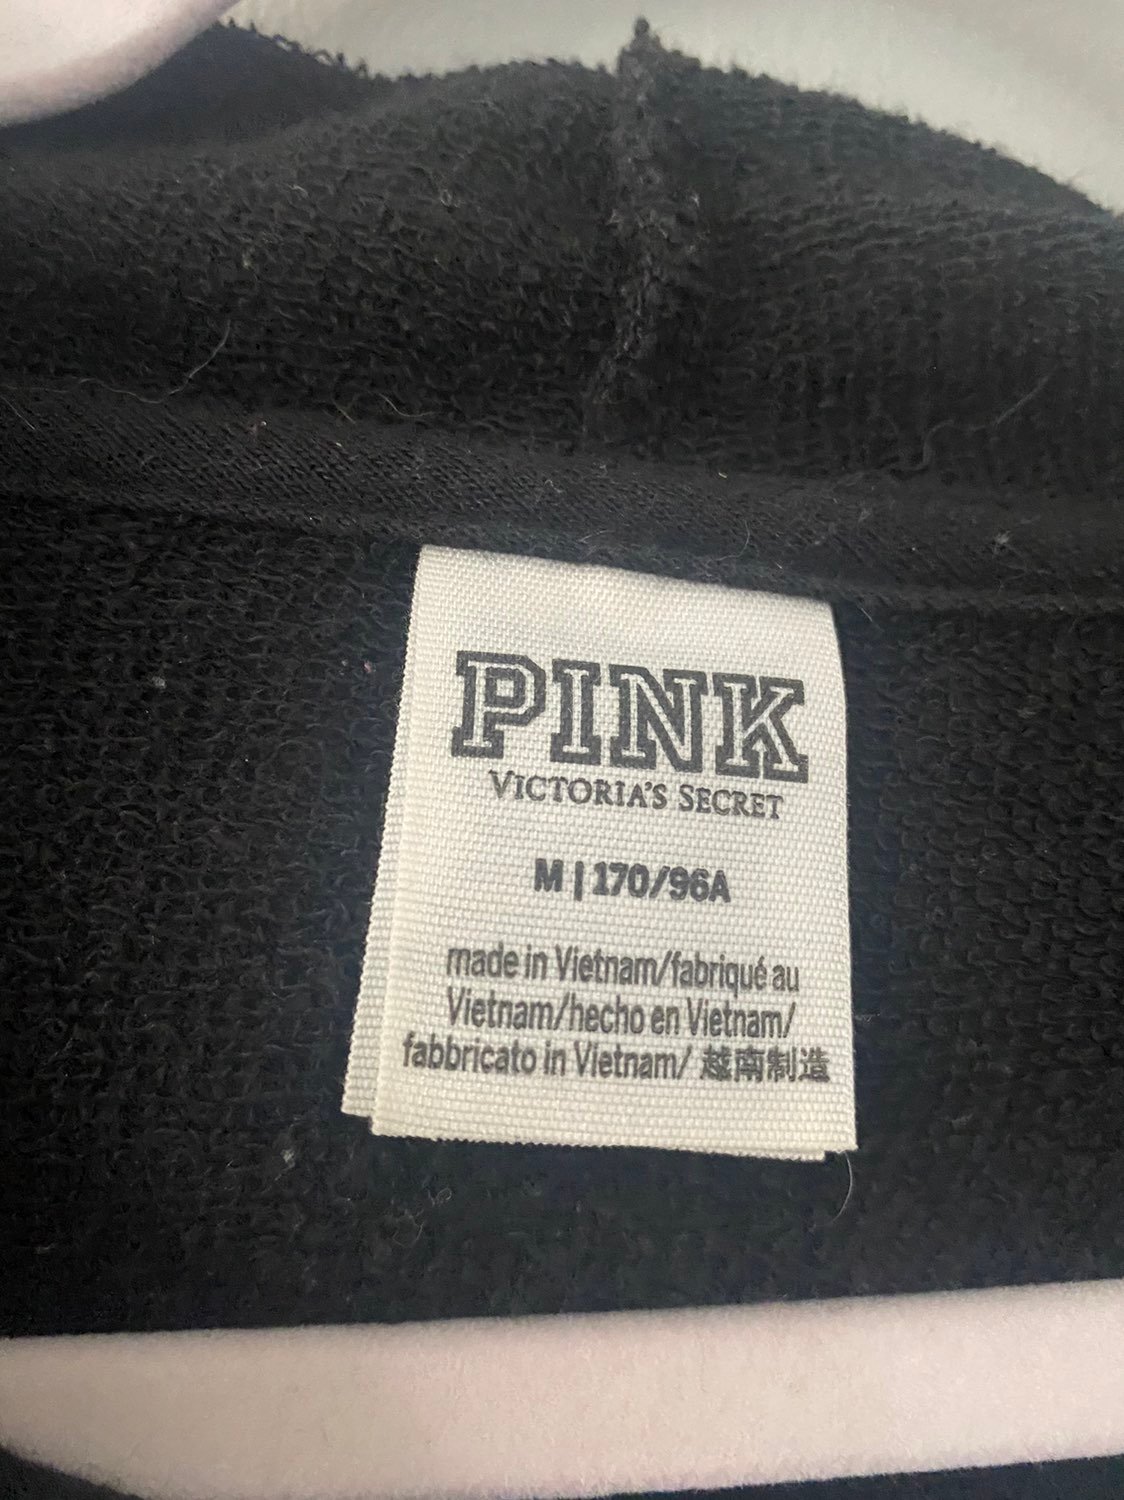 PINK
VICTORIA'S SECRET
M | 170/96A
made in Vietnam/fabriqué au
Vietnam/hecho en Vietnam/
fabbricato in Vietnam/ 越南制造